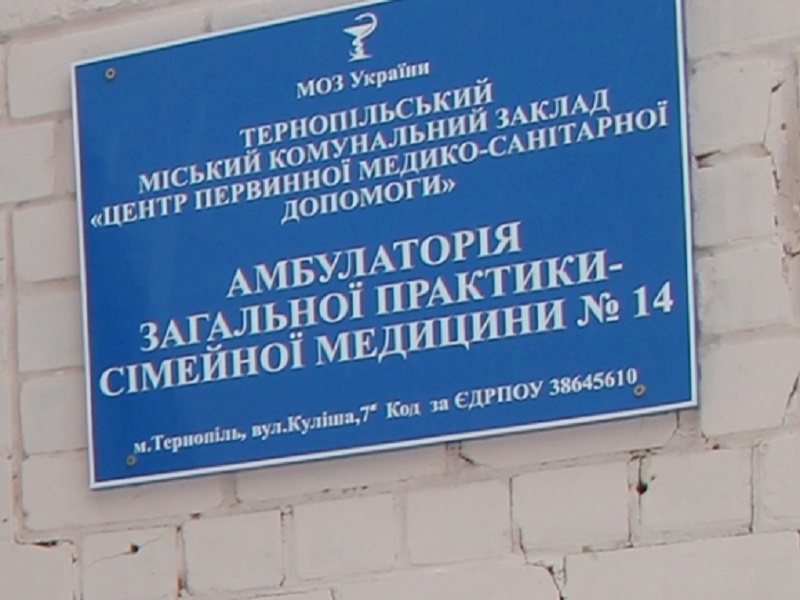 МОЗ України
ТЕРНОПІЛЬСЬКИЙ
МІСЬКИЙ КОМУНАЛЬНИЙ ЗАКЛАД
«ЦЕНТР ПЕРВИННОЇ МЕДИКО-САНІТАРНОЇ
ДОПОМОГИ»
АМБУЛАТОРІЯ
ЗАГАЛЬНОЇ ПРАКТИКИ-
СІМЕЙНОЇ МЕДИЦИНИ № 14
м.Тернопіль, вул.Куліша,7ª Код за ЄДРПОУ 38645610